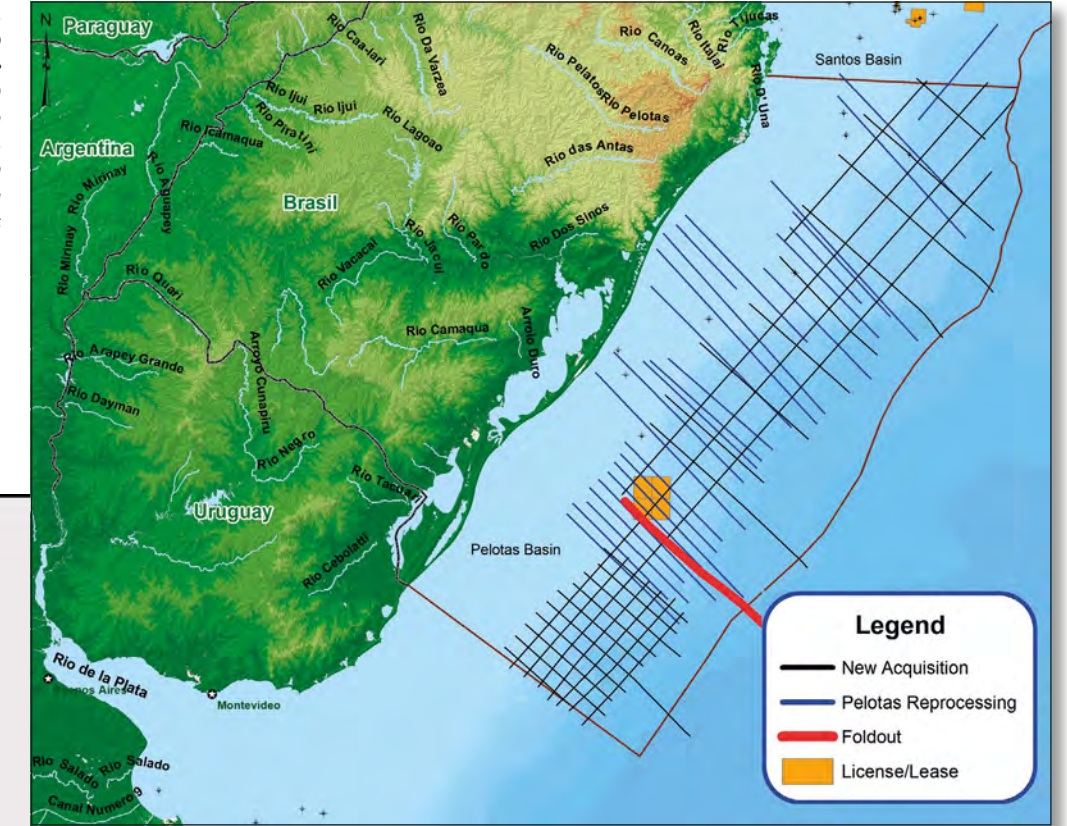 N
Paraguay
Rio Caa-Iari
Rio Da Varzea
Rio Canoas
Rio Itajai
Rio Tijucas
Santos Basin
Rio Pelotas
Rio Pelotas
Rio D' Una
Rio Ijui
Rio Ijui
Rio Piratini
Rio Lagoao
Rio Icamaqua
Argentina
Rio Aguapey
Rio das Antas
Rio Mirinay
Brasil
Rio Mirinay
Rio Vacacai
Rio Jacui
Rio Pardo
Rio Dos Sinos
Rio Quari
Rio Camaqua
Arroio Duro
Rio Arapey Grande
Arroyo Cunapiru
Rio Dayman
Rio Negro
Rio Tacuari
Uruguay
Pelotas Basin
Rio Cebolatti
Rio de la Plata
Buenos Aires
Montevideo
Rio Salado
Rio Salado
Canal Numero 9
Legend
New Acquisition
Pelotas Reprocessing
Foldout
License/Lease